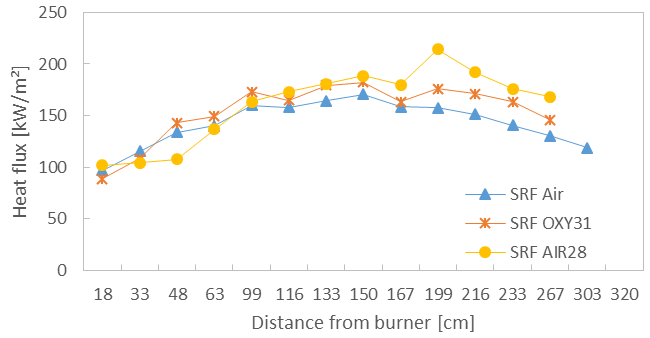 250
200
150
100
50
0
Heat flux [kW/m²]
SRF Air
SRF OXY31
SRF AIR28
18 33 48 63 99 116 133 150 167 199 216 233 267 303 320
Distance from burner [cm]